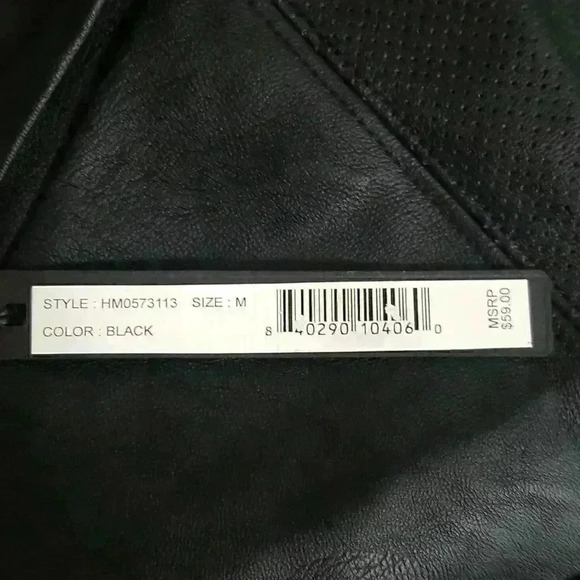 STYLE : HM0573113 SIZE : M
COLOR : BLACK
8 40290 10406 0
MSRP
$59.00